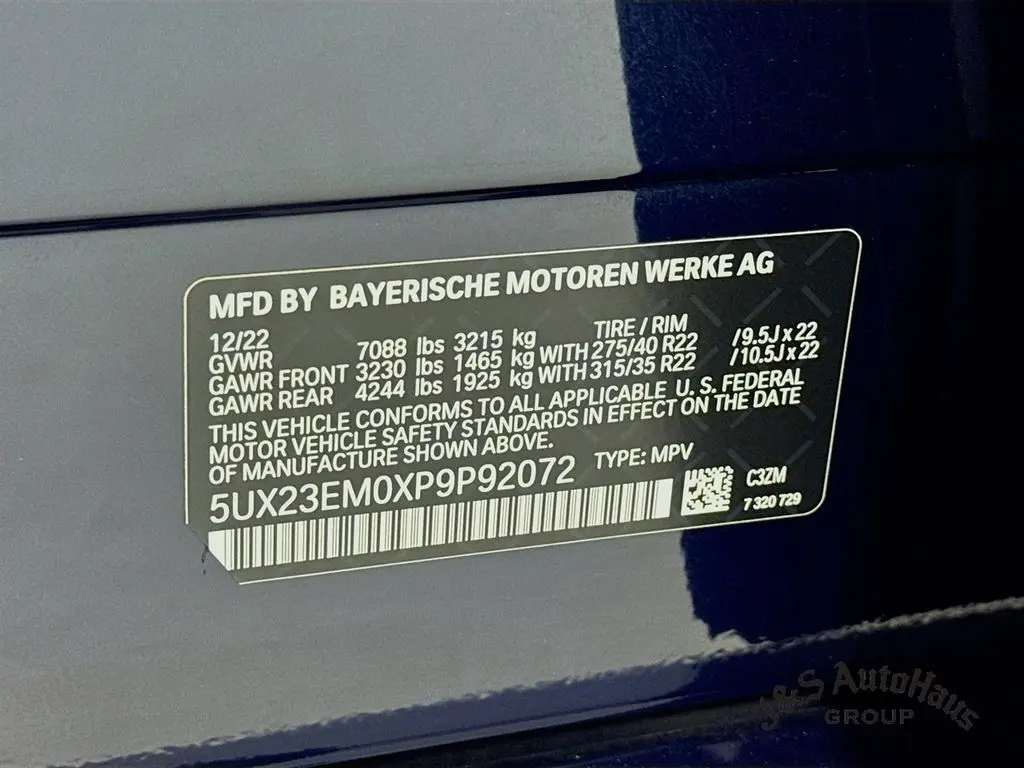 MFD BY BAYERISCHE MOTOREN WERKE AG
12/22 TIRE / RIM
GVWR 7088 lbs 3215 kg
GAWR FRONT 3230 lbs 1465 kg WITH 275/40 R22 /9.5J x 22
GAWR REAR 4244 lbs 1925 kg WITH 315/35 R22 /10.5J x 22
THIS VEHICLE CONFORMS TO ALL APPLICABLE U. S. FEDERAL
MOTOR VEHICLE SAFETY STANDARDS IN EFFECT ON THE DATE
OF MANUFACTURE SHOWN ABOVE.
5UX23EM0XP9P92072 TYPE: MPV
C3ZM
7 320 729
J&S AutoHaus
GROUP